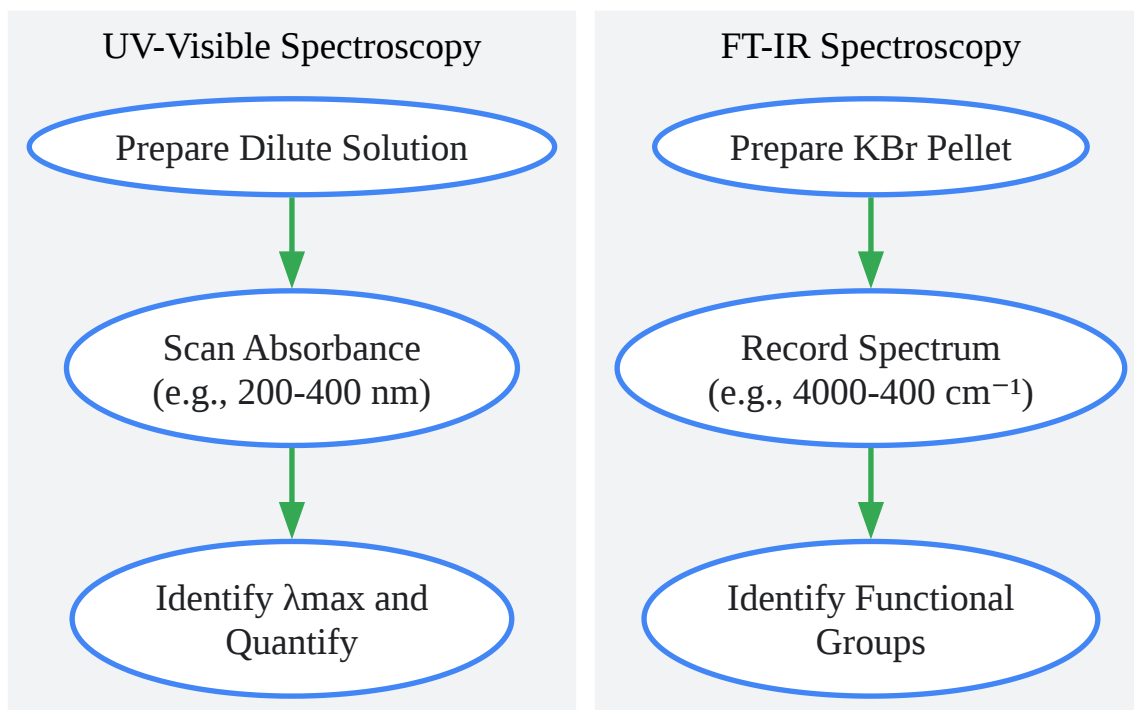 UV-Visible Spectroscopy
Prepare Dilute Solution
Scan Absorbance
(e.g., 200-400 nm)
Identify λmax and
Quantify
FT-IR Spectroscopy
Prepare KBr Pellet
Record Spectrum
(e.g., 4000-400 cm⁻¹)
Identify Functional
Groups